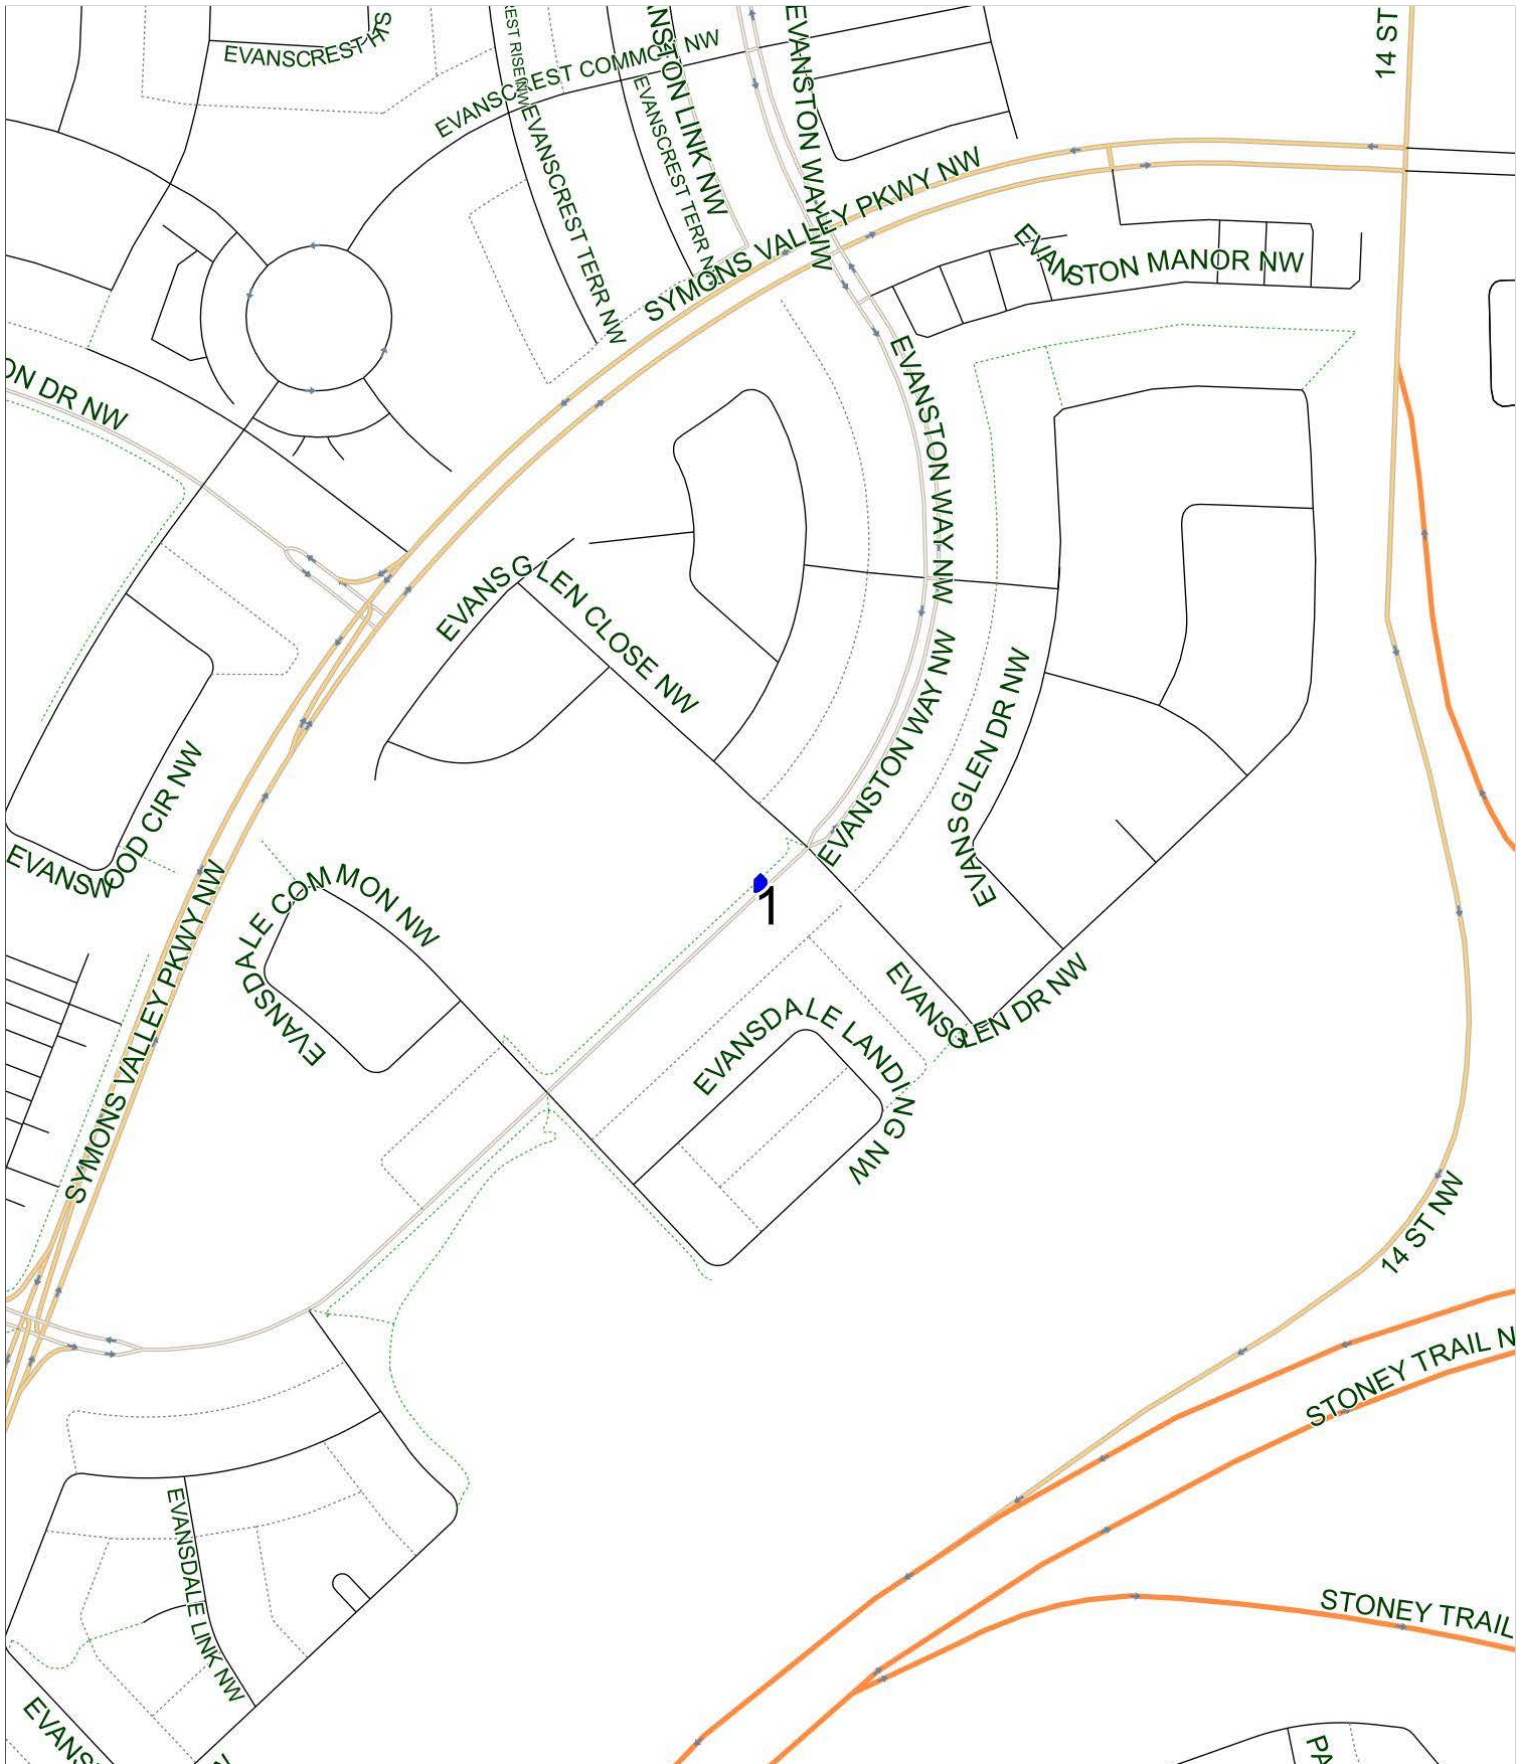 EVANSCREST
EVANSCREST COMMON NW
EVANSTON WAY NW
14 ST
EVANSCREST TERR NW
EVANSCREST TERR
SYMONS VALLEY PKWY NW
EVANSTON MANOR NW
DR NW
EVANSTON WAY NW
EVANSGLEN CLOSE NW
EVANSTON WAY NW
EVANSGLEN DR NW
EVANSWOOD CIR NW
EVANSDALE COMMON NW
1
SYMONS VALLEY PKWY NW
EVANSGLEN DR NW
EVANSDALE LANDING NW
14 ST NW
STONEY TRAIL
EVANSDALE LINK NW
STONEY TRAIL